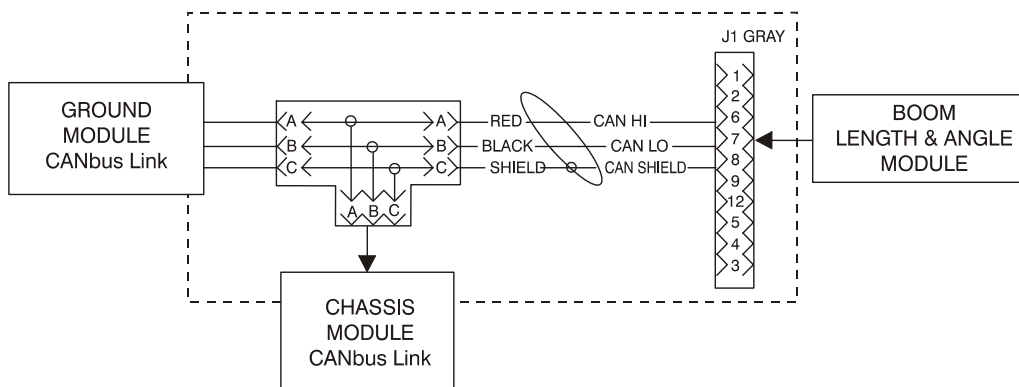 J1 GRAY
GROUND
MODULE
CANbus Link
A
B
C
A
B
C
A B C
RED
BLACK
SHIELD
CAN HI
CAN LO
CAN SHIELD
1
2
6
7
8
9
12
5
4
3
BOOM
LENGTH & ANGLE
MODULE
CHASSIS
MODULE
CANbus Link